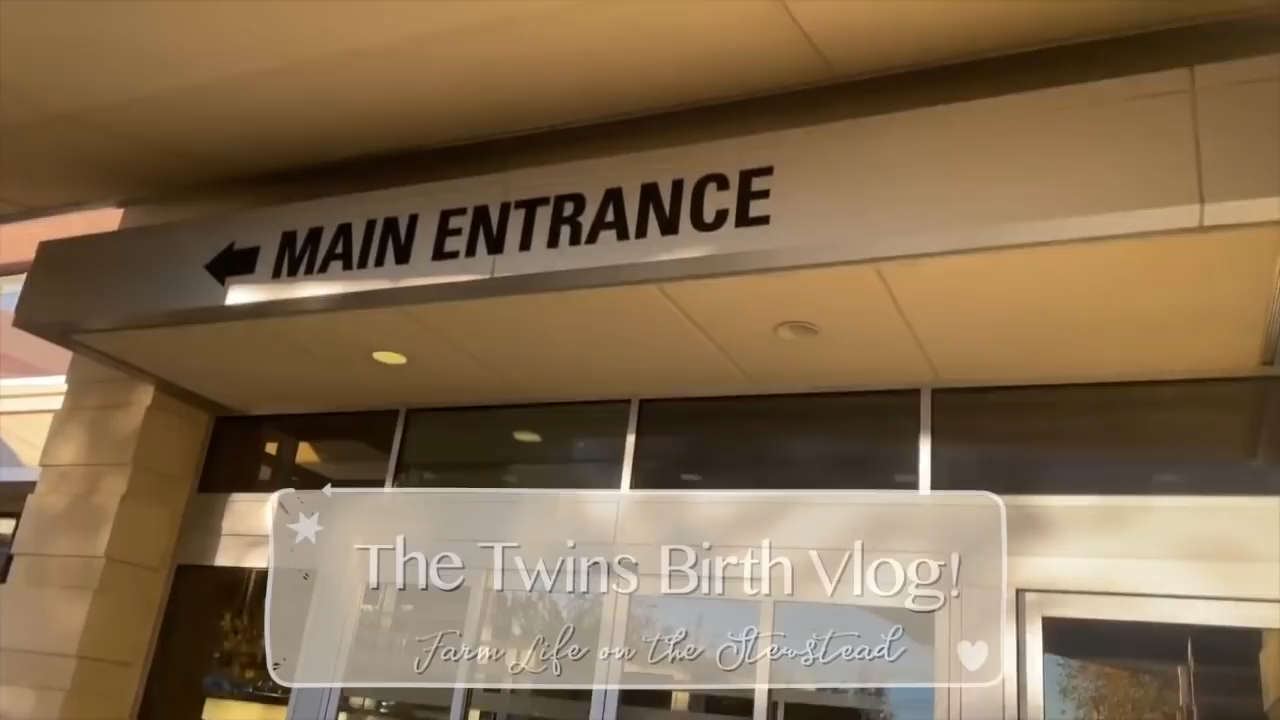 MAIN ENTRANCE
The Twins Birth Vlog!
Farm Life on the Stewstead